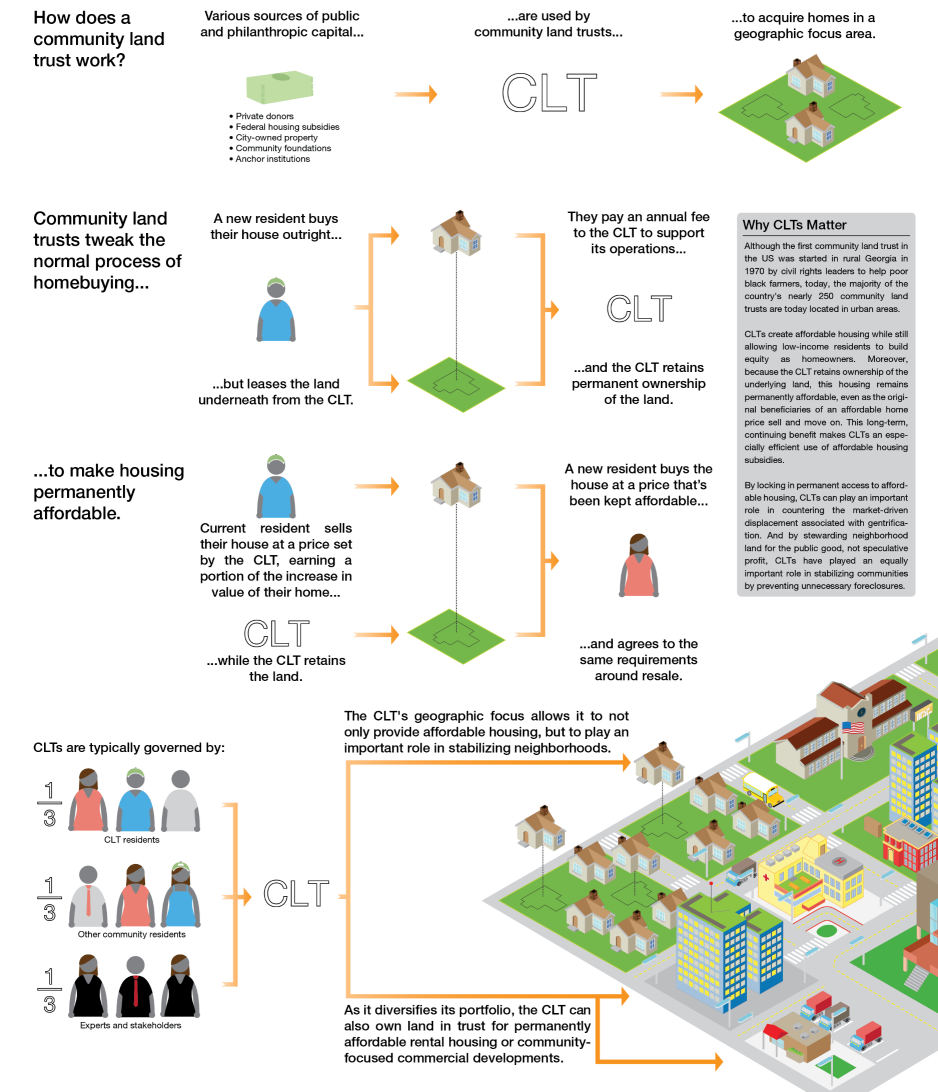 How does a
community land
trust work?
Various sources of public
and philanthropic capital...
• Private donors
• Federal housing subsidies
• City-owned property
• Community foundations
• Anchor institutions
...are used by
community land trusts...
CLT
...to acquire homes in a
geographic focus area.
Community land
trusts tweak the
normal process of
homebuying...
A new resident buys
their house outright...
...but leases the land
underneath from the CLT.
They pay an annual fee
to the CLT to support
its operations...
CLT
...and the CLT retains
permanent ownership
of the land.
Why CLTs Matter
Although the first community land trust in
the US was started in rural Georgia in
1970 by civil rights leaders to help poor
black farmers, today, the majority of the
country's nearly 250 community land
trusts are today located in urban areas.
CLTs create affordable housing while still
allowing low-income residents to build
equity as homeowners. Moreover,
because the CLT retains ownership of the
underlying land, this housing remains
permanently affordable, even as the origi-
nal beneficiaries of an affordable home
price sell and move on. This long-term,
continuing benefit makes CLTs an espe-
cially efficient use of affordable housing
subsidies.
By locking in permanent access to afford-
able housing, CLTs can play an important
role in countering the market-driven
displacement associated with gentrifica-
tion. And by stewarding neighborhood
land for the public good, not speculative
profit, CLTs have played an equally
important role in stabilizing communities
by preventing unnecessary foreclosures.
...to make housing
permanently
affordable.
Current resident sells
their house at a price set
by the CLT, earning a
portion of the increase in
value of their home...
CLT
...while the CLT retains
the land.
A new resident buys the
house at a price that's
been kept affordable...
...and agrees to the
same requirements
around resale.
CLTs are typically governed by:
1
3
CLT residents
1
3
Other community residents
1
3
Experts and stakeholders
CLT
The CLT's geographic focus allows it to not
only provide affordable housing, but to play an
important role in stabilizing neighborhoods.
As it diversifies its portfolio, the CLT can
also own land in trust for permanently
affordable rental housing or community-
focused commercial developments.
H